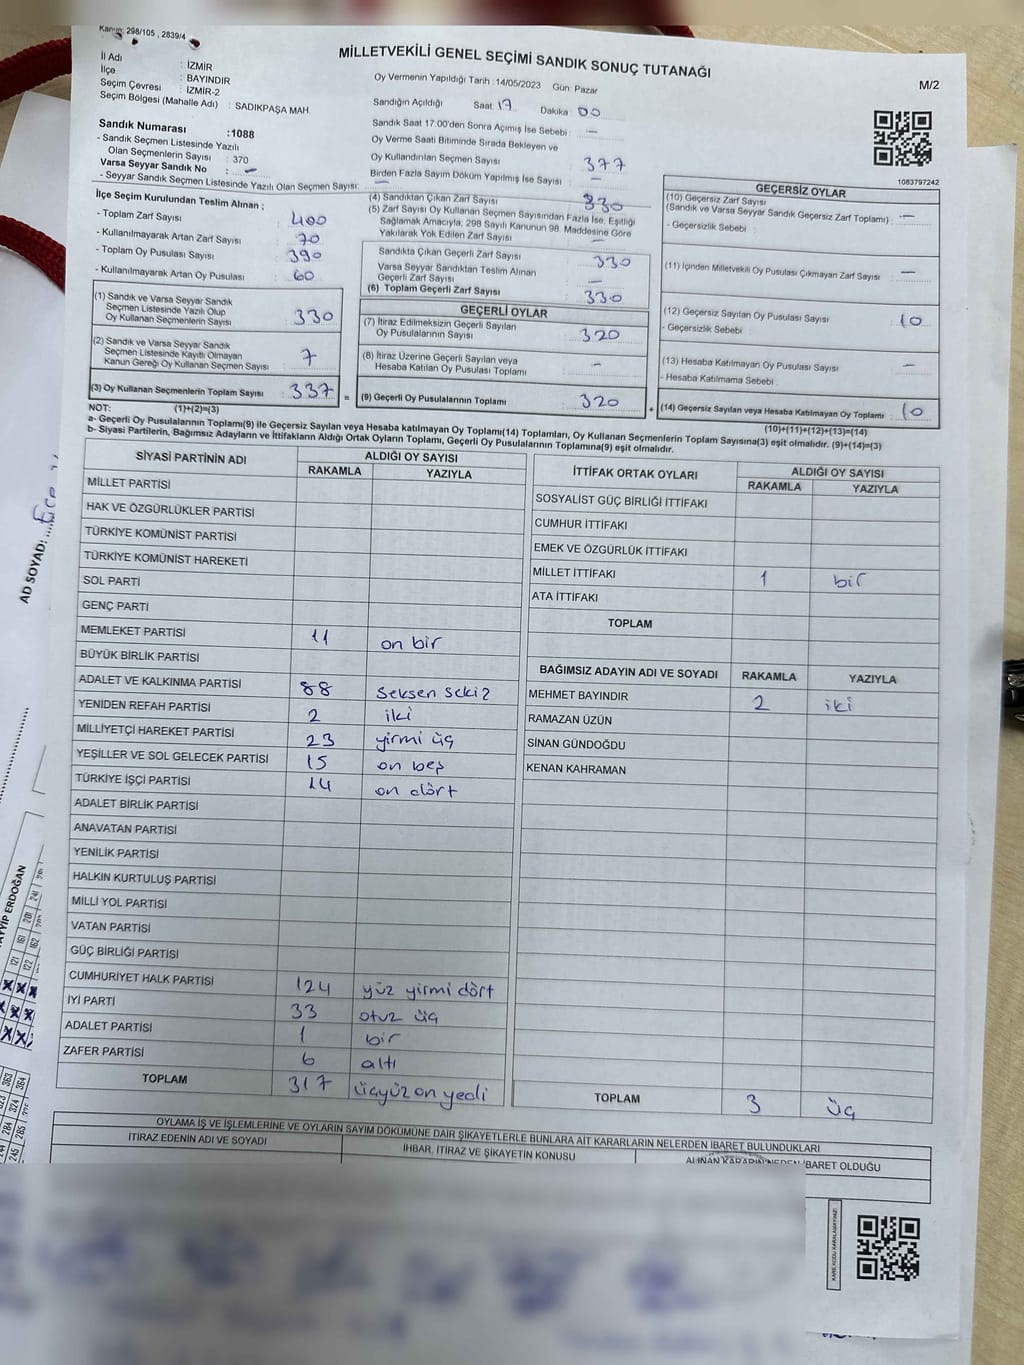 Kanun: 298/105 , 2839/4
MİLLETVEKİLİ GENEL SEÇİMİ SANDIK SONUÇ TUTANAĞI
M/2
İl Adı : İZMİR
İlçe : BAYINDIR
Seçim Çevresi : İZMİR-2
Seçim Bölgesi (Mahalle Adı) : SADIKPAŞA MAH.
Sandık Numarası :1088
- Sandık Seçmen Listesinde Yazılı
Olan Seçmenlerin Sayısı : 370
Varsa Seyyar Sandık No : –
- Seyyar Sandık Seçmen Listesinde Yazılı Olan Seçmen Sayısı: –
Oy Vermenin Yapıldığı Tarih : 14/05/2023 Gün: Pazar
Sandığın Açıldığı Saat: 17 Dakika: 00
Sandık Saat 17:00'den Sonra Açılmış İse Sebebi : –
Oy Verme Saati Bitiminde Sırada Bekleyen ve
Oy Kullandırılan Seçmen Sayısı : 377
Birden Fazla Sayım Döküm Yapılmış İse Sayısı : –
1083797242
İlçe Seçim Kurulundan Teslim Alınan ;
- Toplam Zarf Sayısı : 400
- Kullanılmayarak Artan Zarf Sayısı : 70
- Toplam Oy Pusulası Sayısı : 390
- Kullanılmayarak Artan Oy Pusulası : 60
(1) Sandık ve Varsa Seyyar Sandık
Seçmen Listesinde Yazılı Olup
Oy Kullanan Seçmenlerin Sayısı : 330
(2) Sandık ve Varsa Seyyar Sandık
Seçmen Listesinde Kayıtlı Olmayan
Kanun Gereği Oy Kullanan Seçmen Sayısı : 7
(3) Oy Kullanan Seçmenlerin Toplam Sayısı : 337 =
(4) Sandıktan Çıkan Zarf Sayısı : 330
(5) Zarf Sayısı Oy Kullanan Seçmen Sayısından Fazla İse, Eşitliği
Sağlamak Amacıyla, 298 Sayılı Kanunun 98. Maddesine Göre
Yakılarak Yok Edilen Zarf Sayısı : –
Sandıkta Çıkan Geçerli Zarf Sayısı : 330
Varsa Seyyar Sandıktan Teslim Alınan
Geçerli Zarf Sayısı : –
(6) Toplam Geçerli Zarf Sayısı : 330
GEÇERLİ OYLAR
(7) İtiraz Edilmeksizin Geçerli Sayılan
Oy Pusulalarının Sayısı : 320
(8) İtiraz Üzerine Geçerli Sayılan veya
Hesaba Katılan Oy Pusulası Toplamı : –
(9) Geçerli Oy Pusulalarının Toplamı : 320 +
GEÇERSİZ OYLAR
(10) Geçersiz Zarf Sayısı
(Sandık ve Varsa Seyyar Sandık Geçersiz Zarf Toplamı) : –
- Geçersizlik Sebebi :
(11) İçinden Milletvekili Oy Pusulası Çıkmayan Zarf Sayısı : –
(12) Geçersiz Sayılan Oy Pusulası Sayısı : 10
- Geçersizlik Sebebi :
(13) Hesaba Katılmayan Oy Pusulası Sayısı : –
- Hesaba Katılmama Sebebi :
(14) Geçersiz Sayılan veya Hesaba Katılmayan Oy Toplamı : 10
NOT: (1)+(2)=(3) (10)+(11)+(12)+(13)=(14)
a- Geçerli Oy Pusulalarının Toplamı(9) ile Geçersiz Sayılan veya Hesaba katılmayan Oy Toplamı(14) Toplamları, Oy Kullanan Seçmenlerin Toplam Sayısına(3) eşit olmalıdır. (9)+(14)=(3)
b- Siyasi Partilerin, Bağımsız Adayların ve İttifakların Aldığı Ortak Oyların Toplamı, Geçerli Oy Pusulalarının Toplamına(9) eşit olmalıdır.
SİYASİ PARTİNİN ADI ALDIĞI OY SAYISI
RAKAMLA YAZIYLA
MİLLET PARTİSİ
HAK VE ÖZGÜRLÜKLER PARTİSİ
TÜRKİYE KOMÜNİST PARTİSİ
TÜRKİYE KOMÜNİST HAREKETİ
SOL PARTİ
GENÇ PARTİ
MEMLEKET PARTİSİ 11 on bir
BÜYÜK BİRLİK PARTİSİ
ADALET VE KALKINMA PARTİSİ 88 seksen sekiz
YENİDEN REFAH PARTİSİ 2 iki
MİLLİYETÇİ HAREKET PARTİSİ 23 yirmi üç
YEŞİLLER VE SOL GELECEK PARTİSİ 15 on beş
TÜRKİYE İŞÇİ PARTİSİ 14 on dört
ADALET BİRLİK PARTİSİ
ANAVATAN PARTİSİ
YENİLİK PARTİSİ
HALKIN KURTULUŞ PARTİSİ
MİLLİ YOL PARTİSİ
VATAN PARTİSİ
GÜÇ BİRLİĞİ PARTİSİ
CUMHURİYET HALK PARTİSİ 124 yüz yirmi dört
İYİ PARTİ 33 otuz üç
ADALET PARTİSİ 1 bir
ZAFER PARTİSİ 6 altı
TOPLAM 317 üçyüz on yedi
İTTİFAK ORTAK OYLARI ALDIĞI OY SAYISI
RAKAMLA YAZIYLA
SOSYALİST GÜÇ BİRLİĞİ İTTİFAKI
CUMHUR İTTİFAKI
EMEK VE ÖZGÜRLÜK İTTİFAKI
MİLLET İTTİFAKI 1 bir
ATA İTTİFAKI
TOPLAM
BAĞIMSIZ ADAYIN ADI VE SOYADI RAKAMLA YAZIYLA
MEHMET BAYINDIR 2 iki
RAMAZAN ÜZÜN
SİNAN GÜNDOĞDU
KENAN KAHRAMAN
TOPLAM 3 üç
OYLAMA İŞ VE İŞLEMLERİNE VE OYLARIN SAYIM DÖKÜMÜNE DAİR ŞİKAYETLERLE BUNLARA AİT KARARLARIN NELERDEN İBARET BULUNDUKLARI
İTİRAZ EDENİN ADI VE SOYADI İHBAR, İTİRAZ VE ŞİKAYETİN KONUSU ALINAN KARARIN NEDEN İBARET OLDUĞU
AD SOYAD:
AYYİP ERDOĞAN